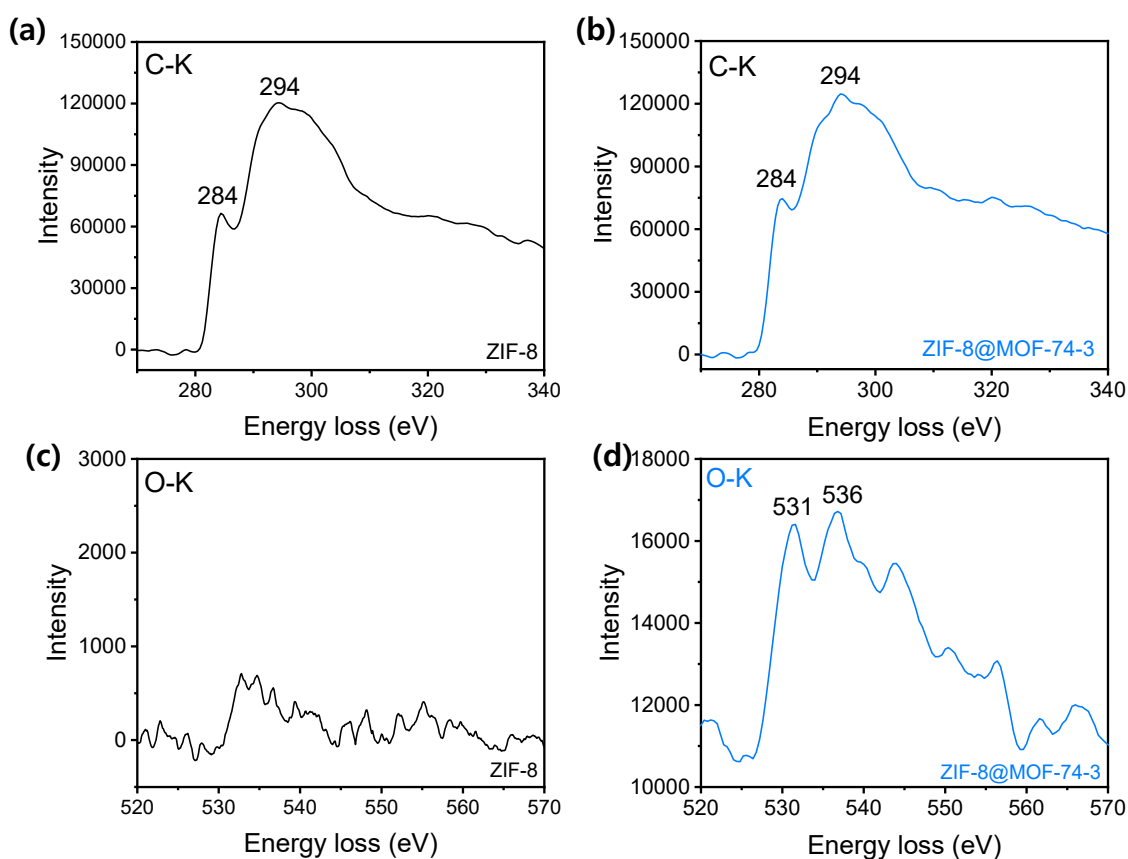 (a)
C-K
150000
120000
90000
60000
30000
0
284
294
ZIF-8
280
300
320
340
Intensity
Energy loss (eV)
(b)
C-K
150000
120000
90000
60000
30000
0
284
294
ZIF-8@MOF-74-3
280
300
320
340
Intensity
Energy loss (eV)
(c)
O-K
3000
2000
1000
0
ZIF-8
520
530
540
550
560
570
Intensity
Energy loss (eV)
(d)
O-K
18000
16000
14000
12000
10000
531
536
ZIF-8@MOF-74-3
520
530
540
550
560
570
Intensity
Energy loss (eV)